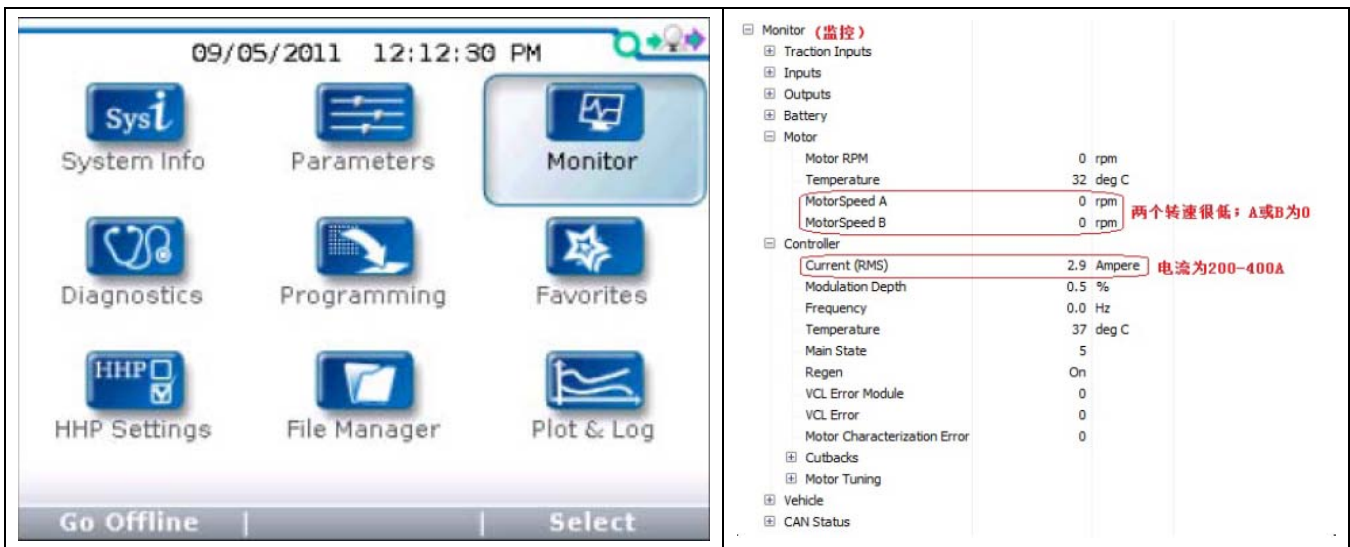 09/05/2011 12:12:30 PM
Sysi
System Info
Parameters
Monitor
Diagnostics
Programming
Favorites
HHP
HHP Settings
File Manager
Plot & Log
Go Offline
Select
Monitor (监控)
Traction Inputs
Inputs
Outputs
Battery
Motor
Motor RPM 0 rpm
Temperature 32 deg C
MotorSpeed A 0 rpm
MotorSpeed B 0 rpm
两个转速很低；A或B为0
Controller
Current (RMS) 2.9 Ampere 电流为200-400A
Modulation Depth 0.5 %
Frequency 0.0 Hz
Temperature 37 deg C
Main State 5
Regen On
VCL Error Module 0
VCL Error 0
Motor Characterization Error 0
Cutbacks
Motor Tuning
Vehicle
CAN Status